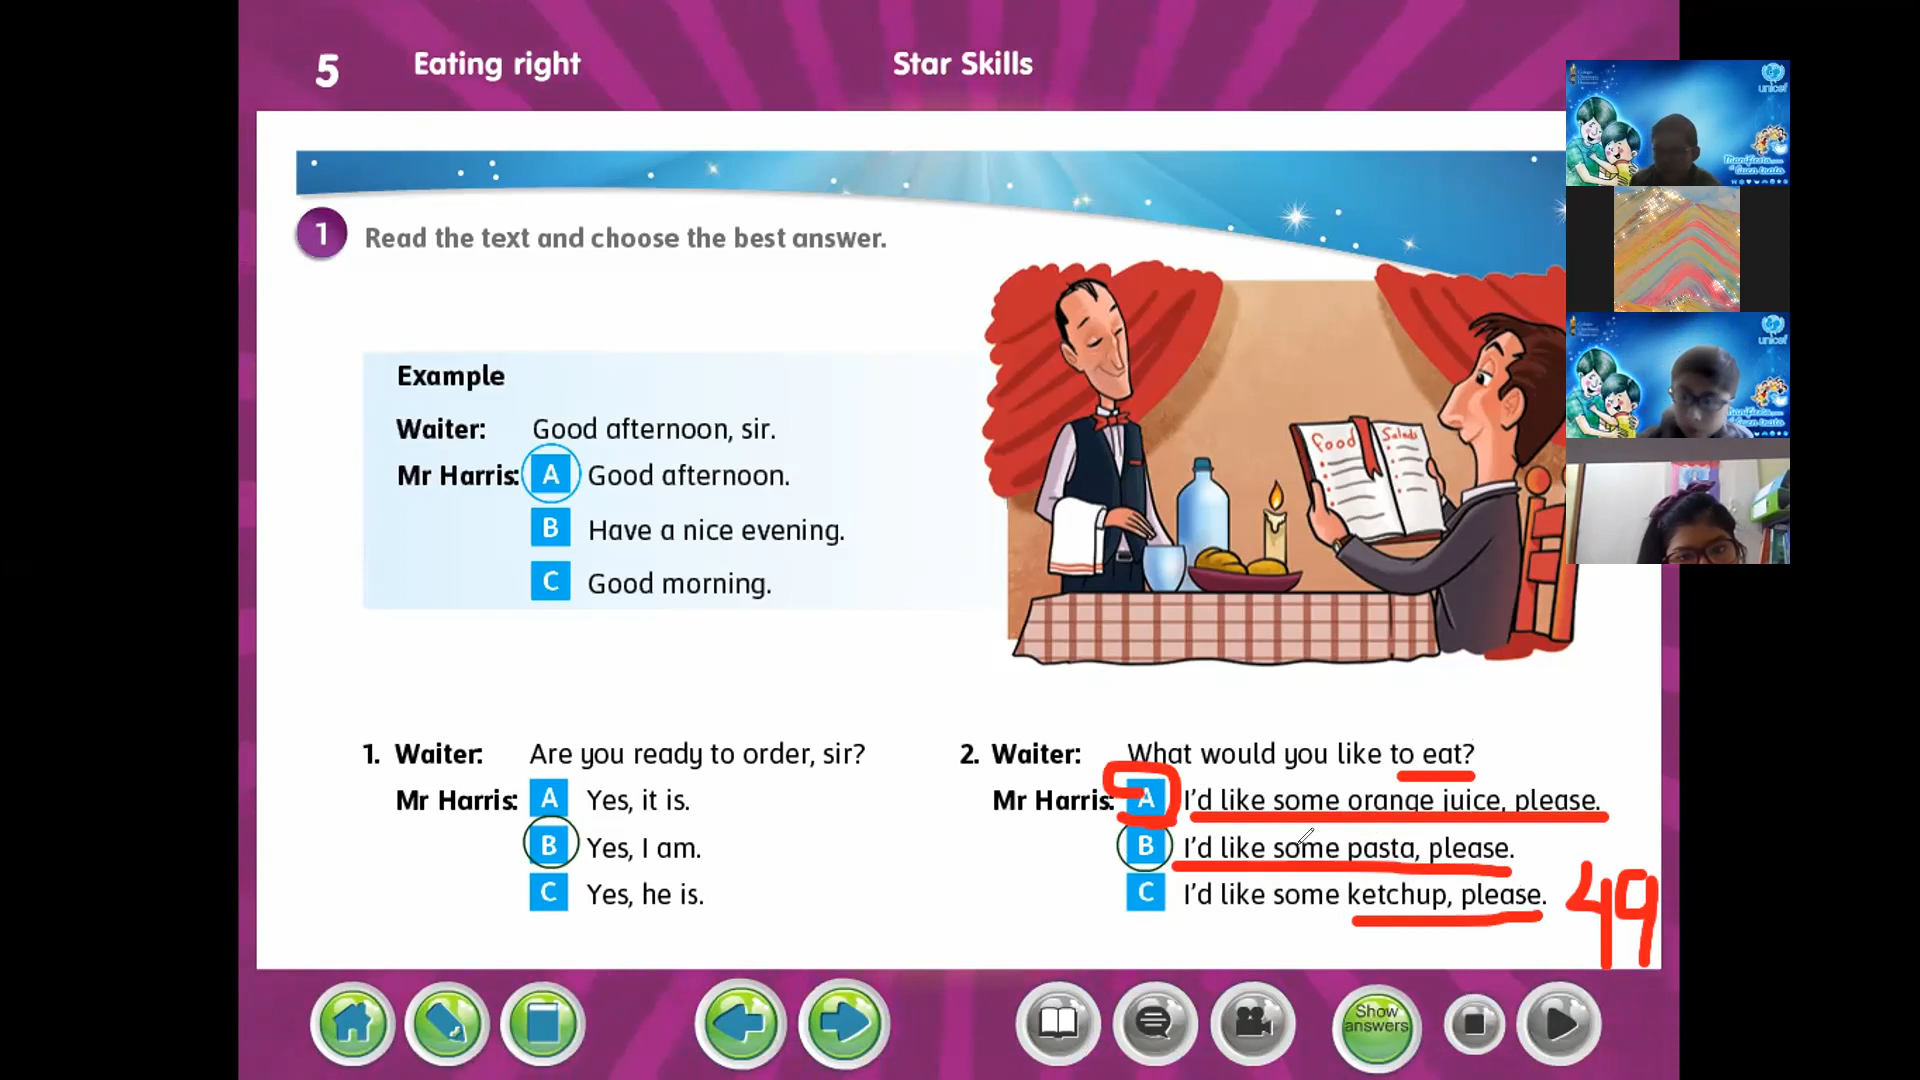 5 Eating right Star Skills
1 Read the text and choose the best answer.
Example
Waiter: Good afternoon, sir.
Mr Harris: A Good afternoon.
B Have a nice evening.
C Good morning.
Food Salads
1. Waiter: Are you ready to order, sir?
Mr Harris: A Yes, it is.
B Yes, I am.
C Yes, he is.
2. Waiter: What would you like to eat?
Mr Harris: A I'd like some orange juice, please.
B I'd like some pasta, please.
C I'd like some ketchup, please.
49
Show
answers
unicef
Buen trato
unicef